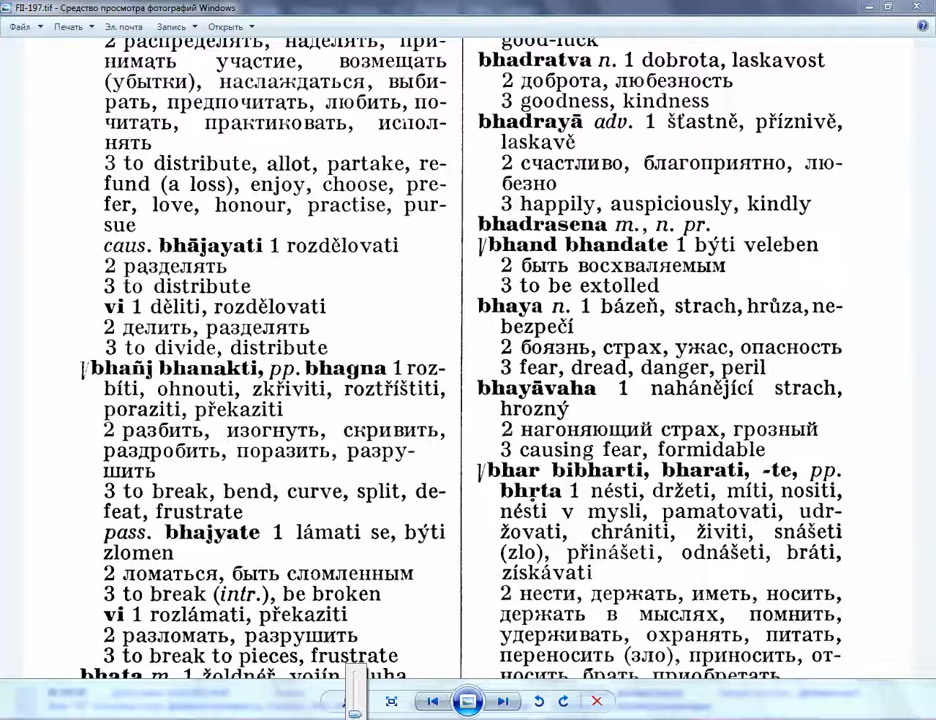 FII-197.tif - Средство просмотра фотографий Windows
Файл Печать Эл. почта Запись Открыть
2 распределять, наделять, при-
нимать участие, возмещать
(убытки), наслаждаться, выби-
рать, предпочитать, любить, по-
читать, практиковать, испол-
нять
3 to distribute, allot, partake, re-
fund (a loss), enjoy, choose, pre-
fer, love, honour, practise, pur-
sue
caus. bhājayati 1 rozdělovati
2 разделять
3 to distribute
vi 1 děliti, rozdělovati
2 делить, разделять
3 to divide, distribute
√bhañj bhanakti, pp. bhagna 1 roz-
bíti, ohnouti, zkřiviti, roztříštiti,
poraziti, překaziti
2 разбить, изогнуть, скривить,
раздробить, поразить, разру-
шить
3 to break, bend, curve, split, de-
feat, frustrate
pass. bhajyate 1 lámati se, býti
zlomen
2 ломаться, быть сломленным
3 to break (intr.), be broken
vi 1 rozlámati, překaziti
2 разломать, разрушить
3 to break to pieces, frustrate
bhaṭa m. 1 žoldnéř, vojín, sluha
good-luck
bhadratva n. 1 dobrota, laskavost
2 доброта, любезность
3 goodness, kindness
bhadrayā adv. 1 šťastně, příznivě,
laskavě
2 счастливо, благоприятно, лю-
безно
3 happily, auspiciously, kindly
bhadrasena m., n. pr.
√bhand bhandate 1 býti veleben
2 быть восхваляемым
3 to be extolled
bhaya n. 1 bázeň, strach, hrůza, ne-
bezpečí
2 боязнь, страх, ужас, опасность
3 fear, dread, danger, peril
bhayāvaha 1 nahánějící strach,
hrozný
2 нагоняющий страх, грозный
3 causing fear, formidable
√bhar bibharti, bharati, -te, pp.
bhṛta 1 nésti, držeti, míti, nositi,
nésti v mysli, pamatovati, udr-
žovati, chrániti, živiti, snášeti
(zlo), přinášeti, odnášeti, bráti,
získávati
2 нести, держать, иметь, носить,
держать в мыслях, помнить,
удерживать, охранять, питать,
переносить (зло), приносить, от-
носить, брать, приобретать